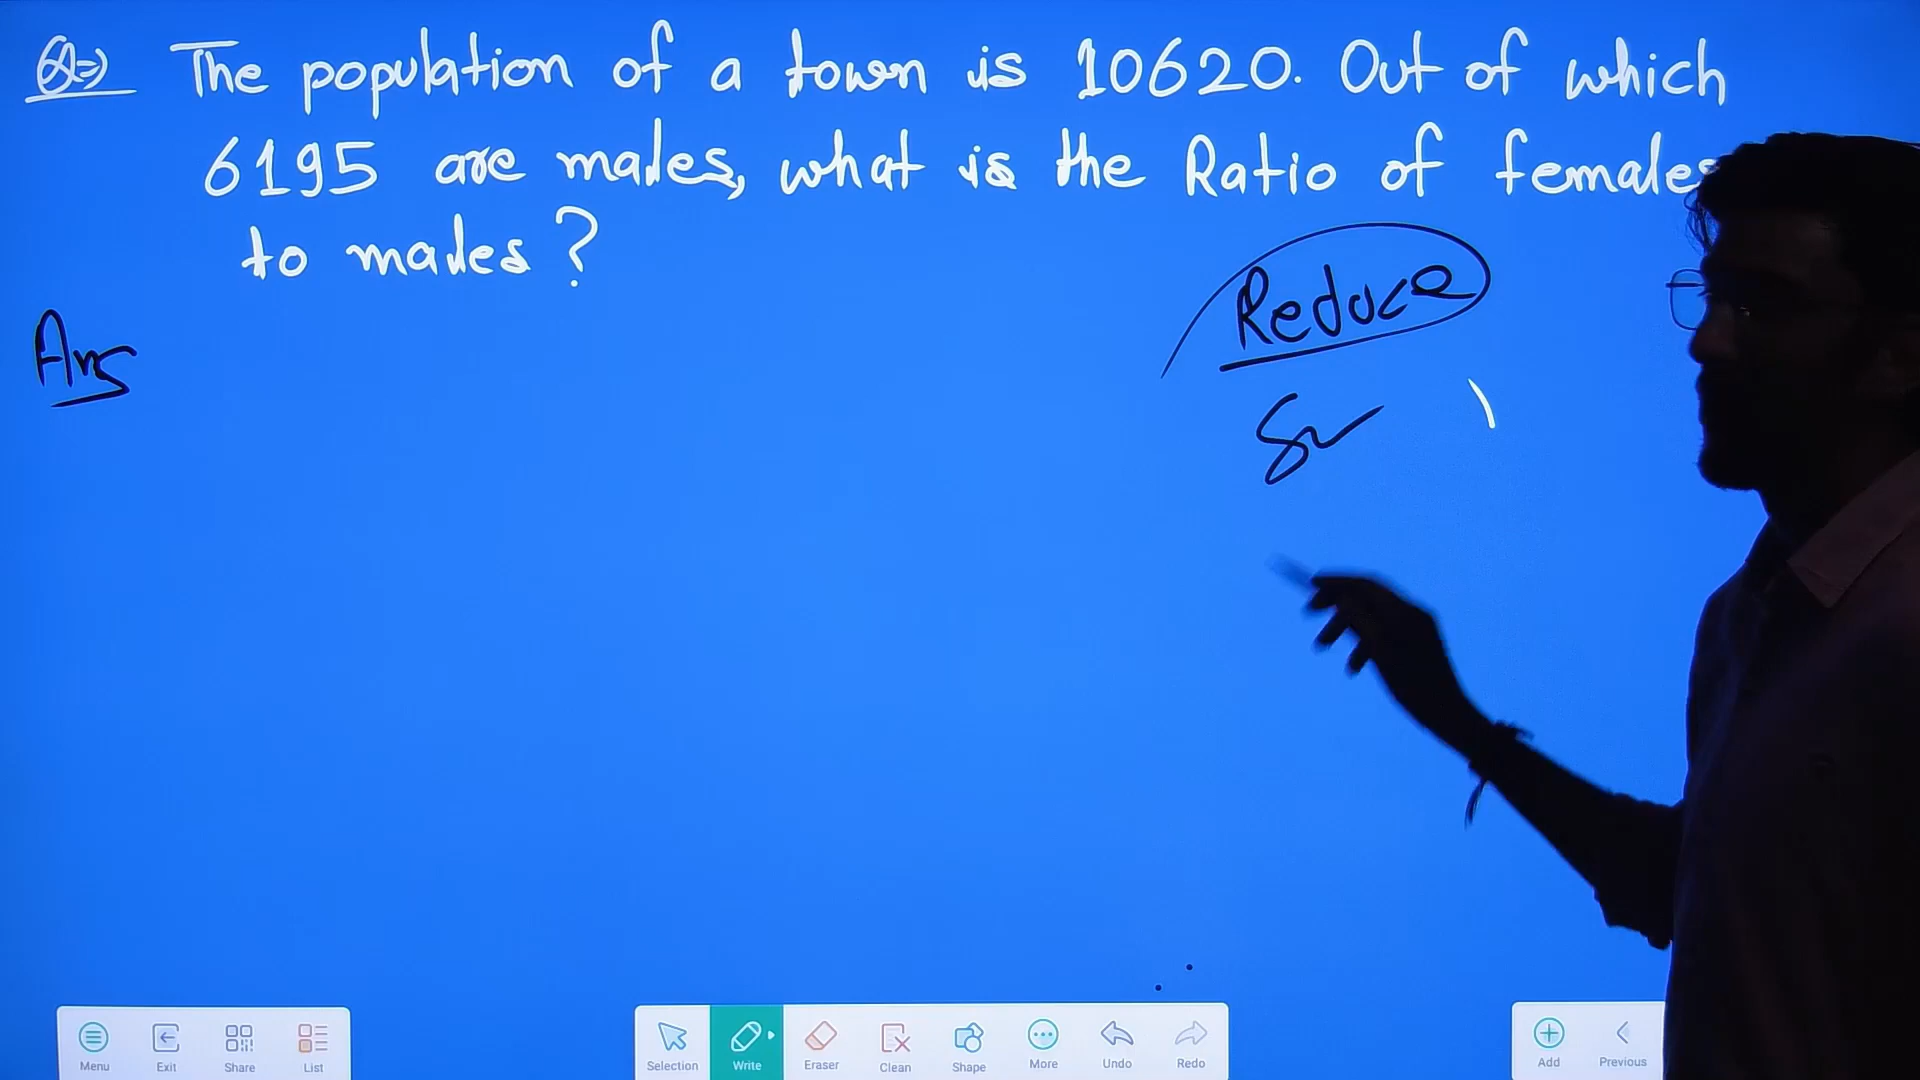 Q⇒ The population of a town is 10620. Out of which
6195 are males, what is the Ratio of females
to males ?
Reduce
Ans
Menu Exit Share List Selection Write Eraser Clean Shape More Undo Redo Add Previous